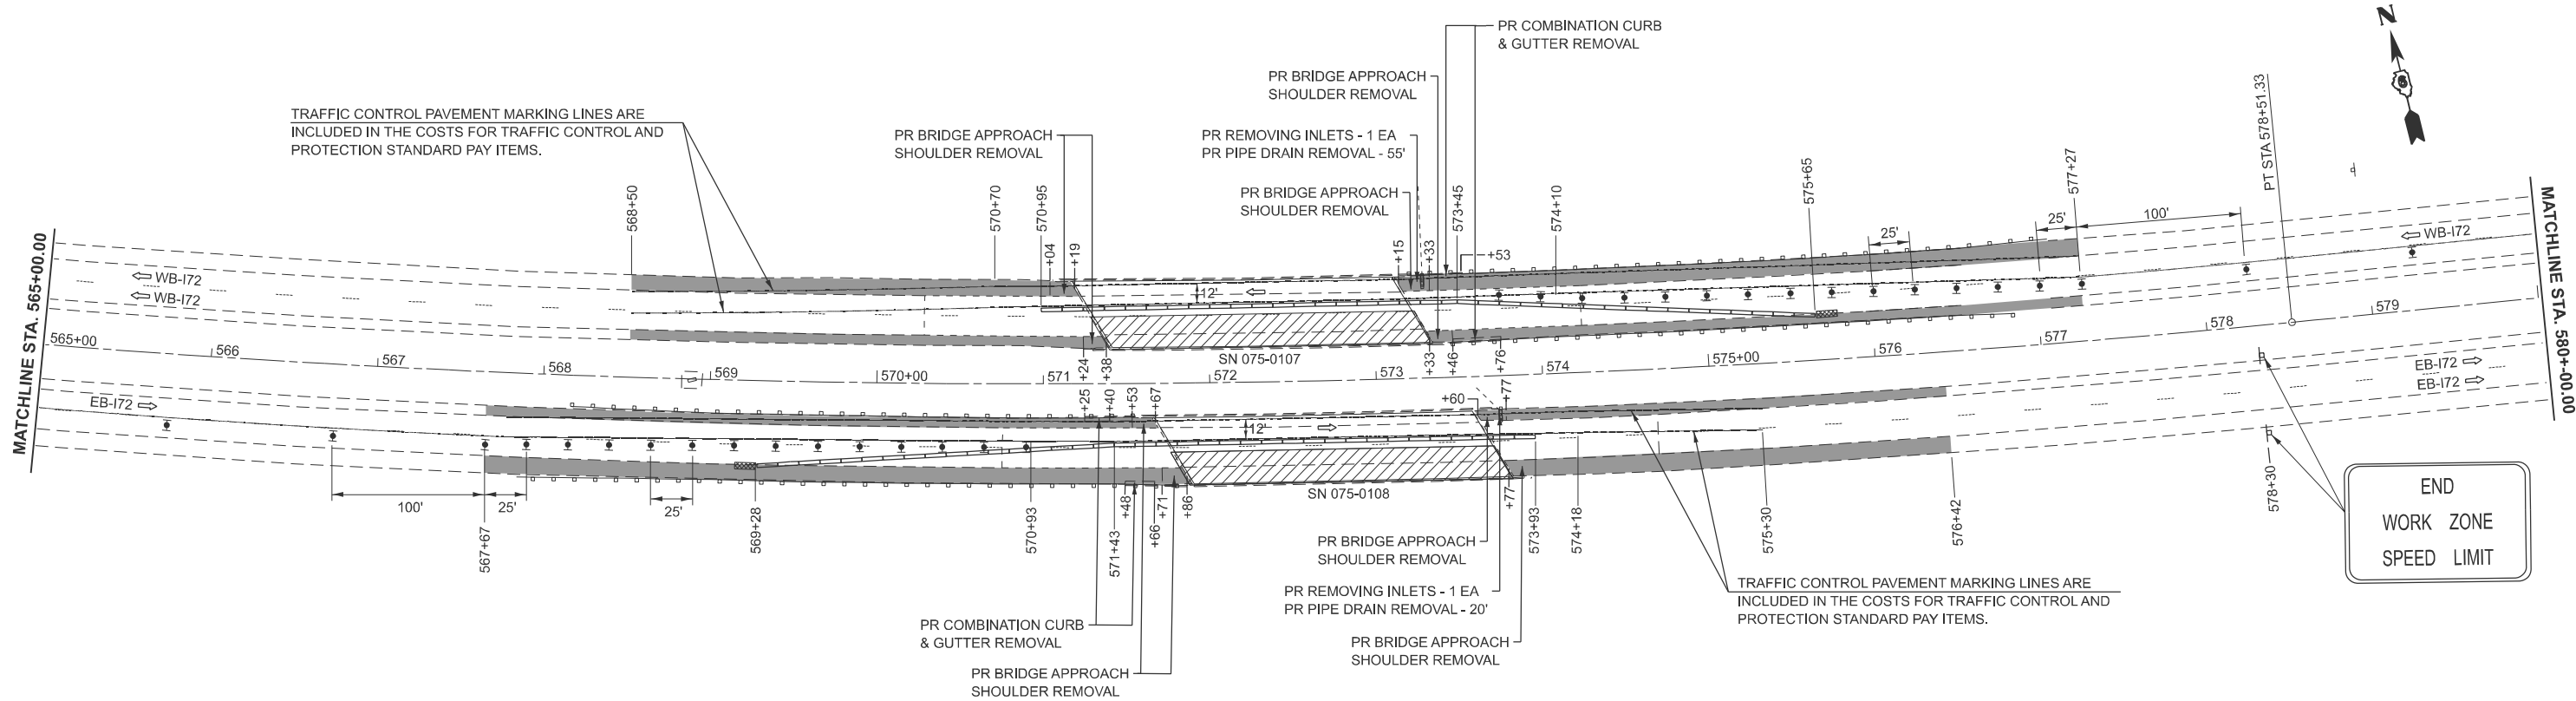 PR COMBINATION CURB
& GUTTER REMOVAL
N
6
PR BRIDGE APPROACH
SHOULDER REMOVAL
TRAFFIC CONTROL PAVEMENT MARKING LINES ARE
INCLUDED IN THE COSTS FOR TRAFFIC CONTROL AND
PROTECTION STANDARD PAY ITEMS.
PR BRIDGE APPROACH
SHOULDER REMOVAL
PR REMOVING INLETS - 1 EA
PR PIPE DRAIN REMOVAL - 55'
PR BRIDGE APPROACH
SHOULDER REMOVAL
PT STA 578+51.33
568+50
570+70
570+95
+04
+19
+15
+33
573+45
+53
574+10
575+65
577+27
25'
25'
100'
MATCHLINE STA. 565+00.00
MATCHLINE STA. 580+00.00
WB-I72
WB-I72
WB-I72
12'
SN 075-0107
565+00
566
567
568
569
570+00
571
572
573
574
575+00
576
577
578
579
+24
+38
+33
+46
+76
+25
+40
+53
+67
+60
+77
EB-I72
EB-I72
EB-I72
12'
SN 075-0108
100'
25'
25'
567+67
569+28
570+93
571+43
+48
+66
+71
+86
+77
573+93
574+18
575+30
576+42
578+30
END
WORK ZONE
SPEED LIMIT
PR BRIDGE APPROACH
SHOULDER REMOVAL
PR REMOVING INLETS - 1 EA
PR PIPE DRAIN REMOVAL - 20'
TRAFFIC CONTROL PAVEMENT MARKING LINES ARE
INCLUDED IN THE COSTS FOR TRAFFIC CONTROL AND
PROTECTION STANDARD PAY ITEMS.
PR COMBINATION CURB
& GUTTER REMOVAL
PR BRIDGE APPROACH
SHOULDER REMOVAL
PR BRIDGE APPROACH
SHOULDER REMOVAL